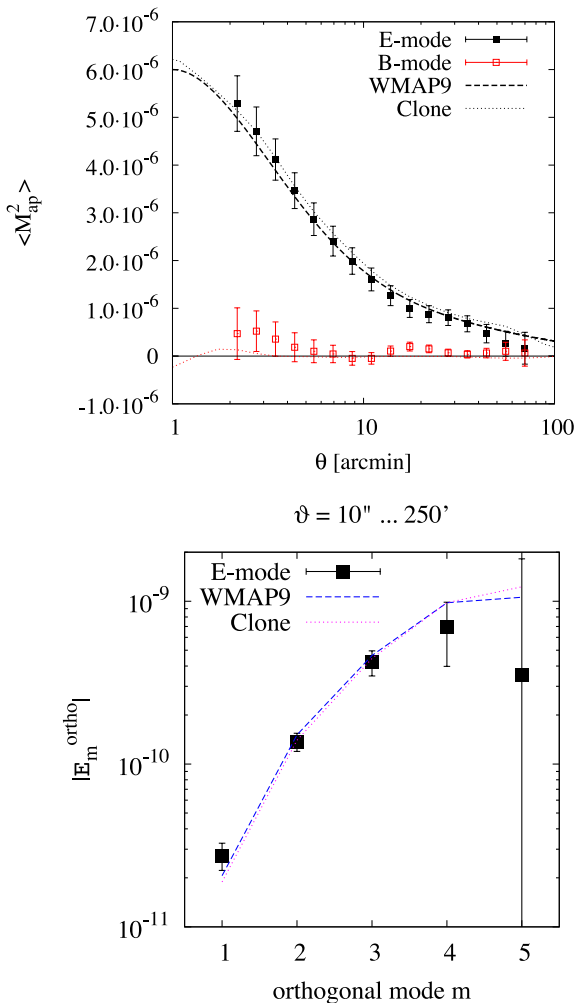 7.0·10⁻⁶
6.0·10⁻⁶
5.0·10⁻⁶
4.0·10⁻⁶
3.0·10⁻⁶
2.0·10⁻⁶
1.0·10⁻⁶
0
-1.0·10⁻⁶
<M²ap>
E-mode
B-mode
WMAP9
Clone
1 10 100
θ [arcmin]
ϑ = 10" ... 250'
10⁻⁹
10⁻¹⁰
10⁻¹¹
|E_m^ortho|
E-mode
WMAP9
Clone
1 2 3 4 5
orthogonal mode m